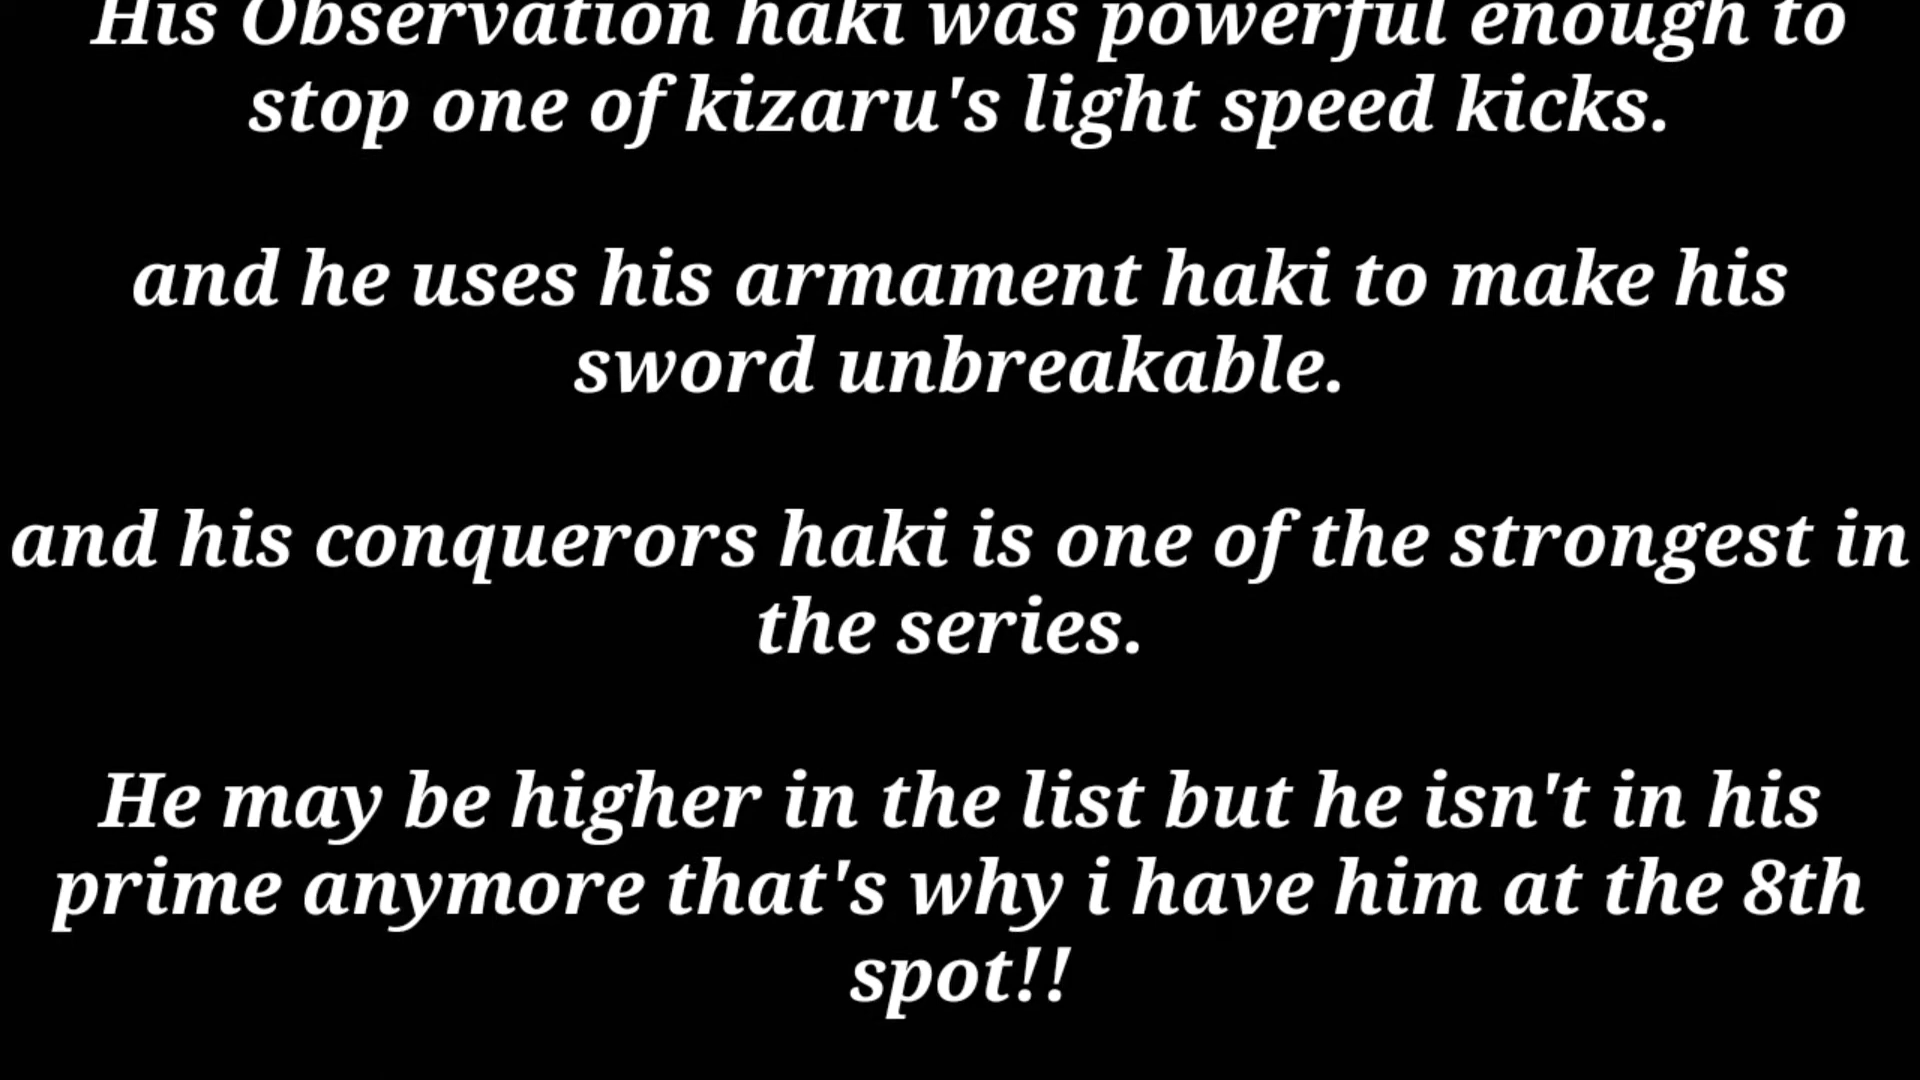 His Observation haki was powerful enough to
stop one of kizaru's light speed kicks.
and he uses his armament haki to make his
sword unbreakable.
and his conquerors haki is one of the strongest in
the series.
He may be higher in the list but he isn't in his
prime anymore that's why i have him at the 8th
spot!!